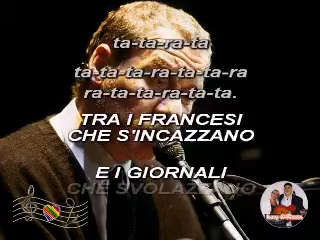 ta-ta-ra-ta
ta-ta-ta-ra-ta-ta-ra
ra-ta-ta-ra-ta-ta.
TRA I FRANCESI
CHE S'INCAZZANO
E I GIORNALI
CHE SVOLAZZANO